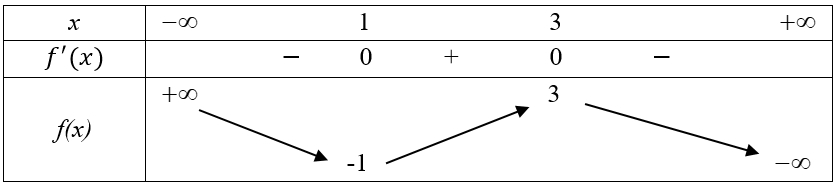 x −∞ 1 3 +∞
f′(x) − 0 + 0 −
+∞ 3
f(x)
-1 −∞